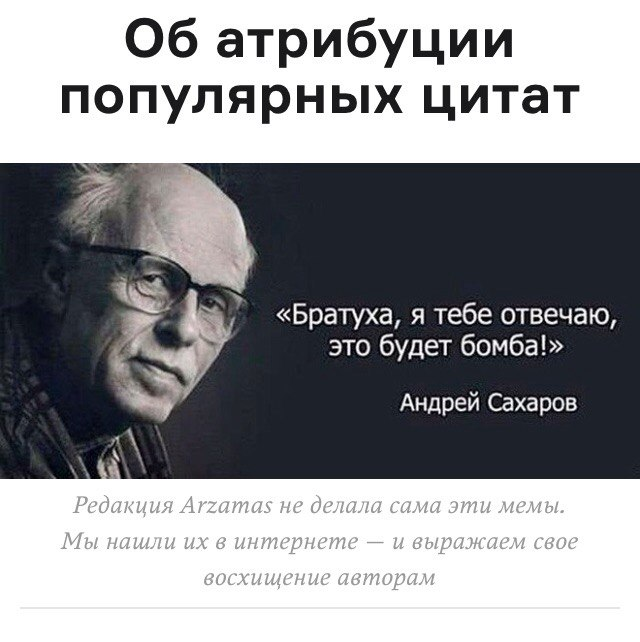 Об атрибуции
популярных цитат
«Братуха, я тебе отвечаю,
это будет бомба!»
Андрей Сахаров
Редакция Arzamas не делала сама эти мемы.
Мы нашли их в интернете — и выражаем свое
восхищение авторам